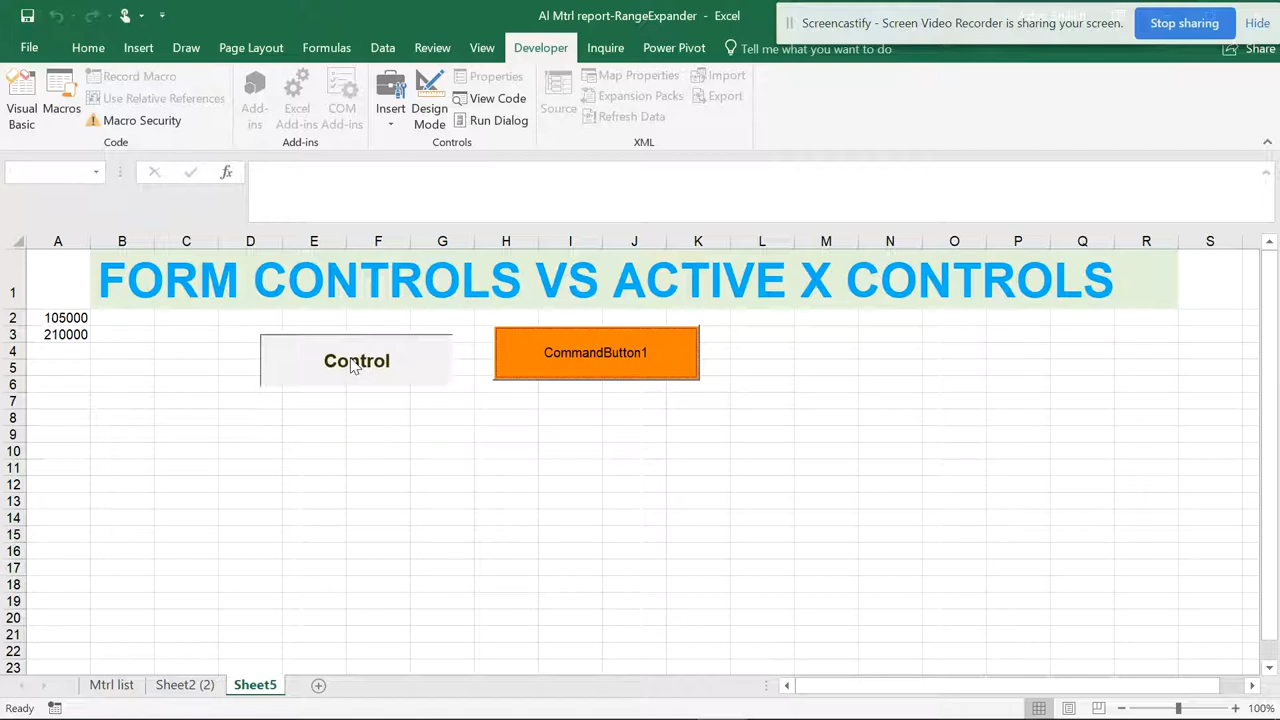 Al Mtrl report-RangeExpander - Excel
Screencastify - Screen Video Recorder is sharing your screen.
Stop sharing
Hide
File
Home
Insert
Draw
Page Layout
Formulas
Data
Review
View
Developer
Inquire
Power Pivot
Tell me what you want to do
Share
Visual Basic
Macros
Record Macro
Use Relative References
Macro Security
Code
Add-ins
Excel Add-ins
COM Add-ins
Add-ins
Insert
Design Mode
Properties
View Code
Run Dialog
Controls
Source
Map Properties
Expansion Packs
Refresh Data
Import
Export
XML
fx
A B C D E F G H I J K L M N O P Q R S
1 FORM CONTROLS VS ACTIVE X CONTROLS
2 105000
3 210000
Control
CommandButton1
4
5
6
7
8
9
10
11
12
13
14
15
16
17
18
19
20
21
22
23
Mtrl list
Sheet2 (2)
Sheet5
Ready
100%